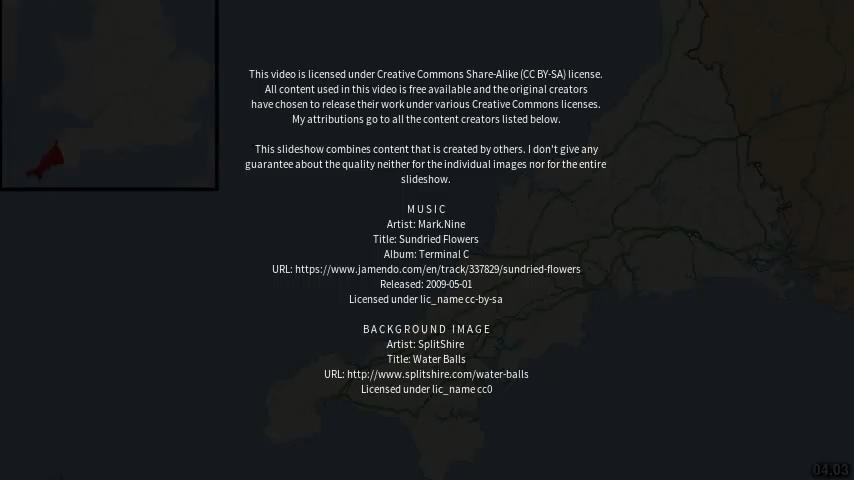 This video is licensed under Creative Commons Share-Alike (CC BY-SA) license.
All content used in this video is free available and the original creators
have chosen to release their work under various Creative Commons licenses.
My attributions go to all the content creators listed below.
This slideshow combines content that is created by others. I don't give any
guarantee about the quality neither for the individual images nor for the entire
slideshow.
MUSIC
Artist: Mark.Nine
Title: Sundried Flowers
Album: Terminal C
URL: https://www.jamendo.com/en/track/337829/sundried-flowers
Released: 2009-05-01
Licensed under lic_name cc-by-sa
BACKGROUND IMAGE
Artist: SplitShire
Title: Water Balls
URL: http://www.splitshire.com/water-balls
Licensed under lic_name cc0
04.03